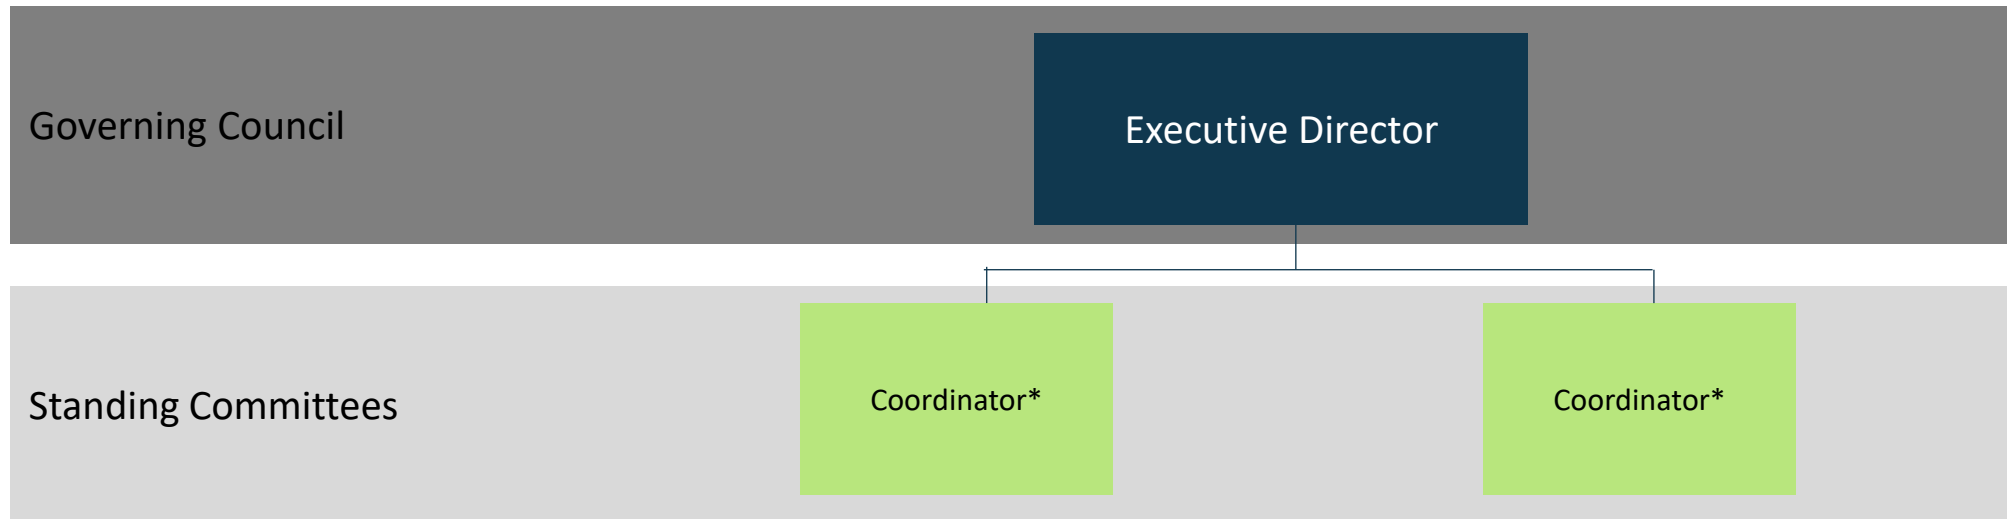 Governing Council
Executive Director
Standing Committees
Coordinator*
Coordinator*